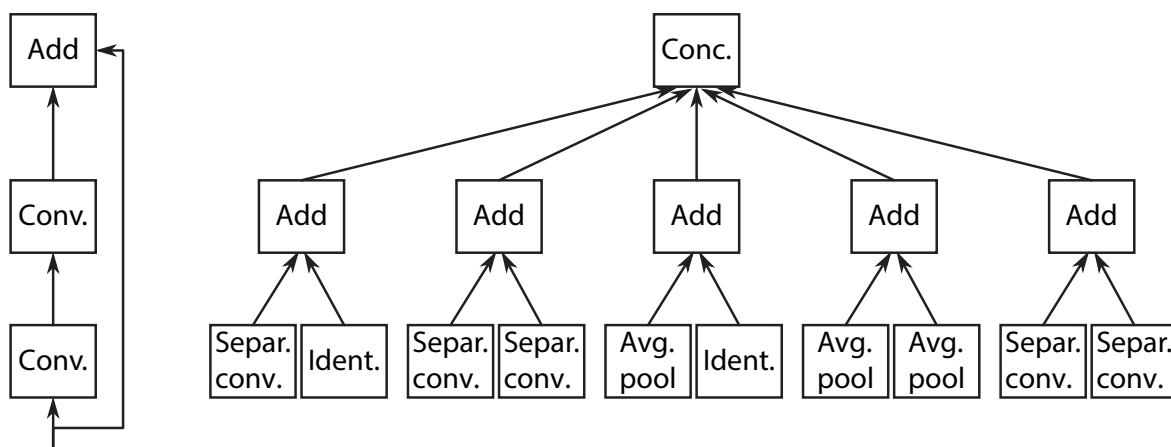 Add
Conv.
Conv.
Conc.
Add
Add
Add
Add
Add
Separ.
conv.
Ident.
Separ.
conv.
Separ.
conv.
Avg.
pool
Ident.
Avg.
pool
Avg.
pool
Separ.
conv.
Separ.
conv.